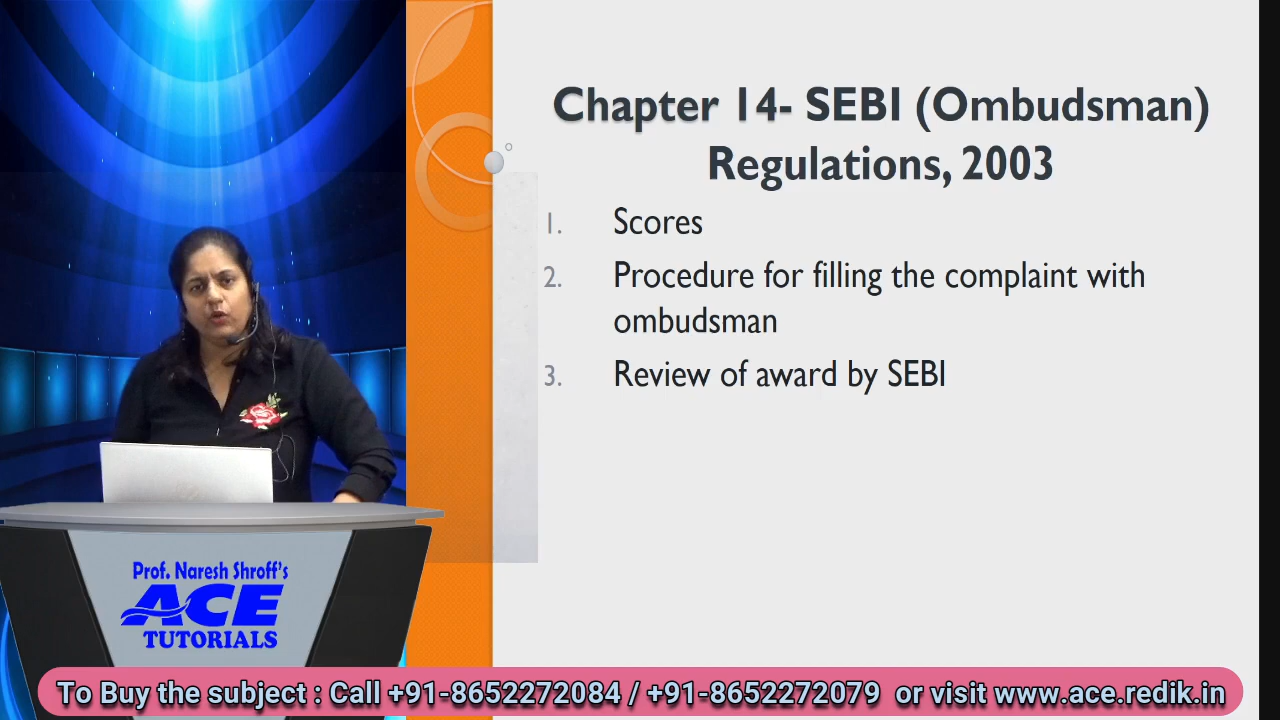 Chapter 14- SEBI (Ombudsman)
Regulations, 2003
1. Scores
2. Procedure for filling the complaint with
ombudsman
3. Review of award by SEBI
Prof. Naresh Shroff's
ACE
TUTORIALS
To Buy the subject : Call +91-8652272084 / +91-8652272079 or visit www.ace.redik.in